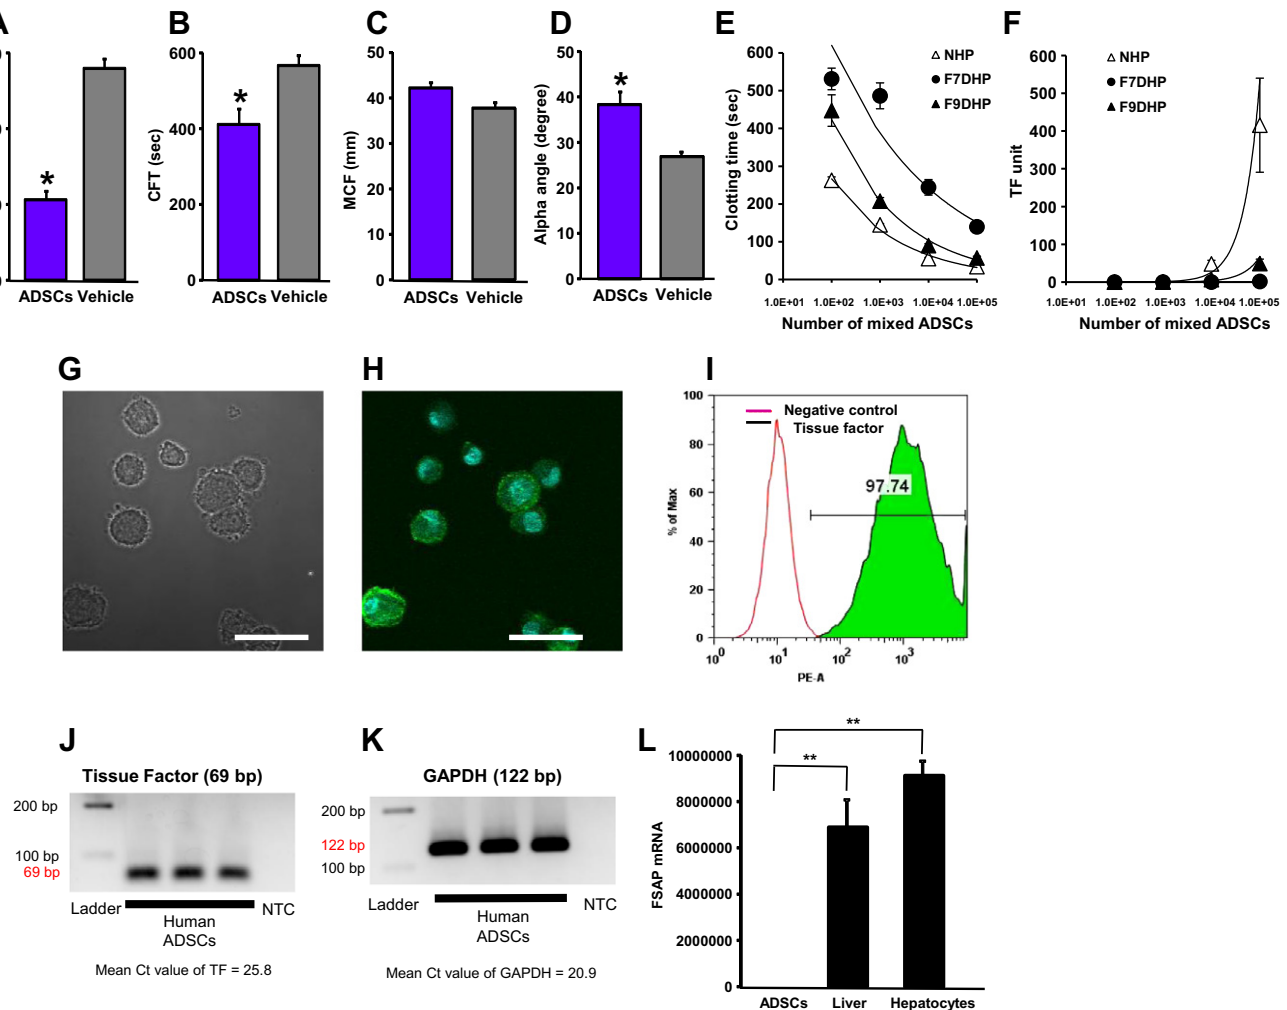 A
B
C
D
E
F
600
400
200
0
CFT (sec)
*
*
ADSCs Vehicle
ADSCs Vehicle
50
40
30
20
10
0
MCF (mm)
ADSCs Vehicle
50
40
30
20
10
0
Alpha angle (degree)
*
ADSCs Vehicle
600
500
400
300
200
100
0
Clotting time (sec)
NHP
F7DHP
F9DHP
1.0E+01 1.0E+02 1.0E+03 1.0E+04 1.0E+05
Number of mixed ADSCs
600
500
400
300
200
100
0
TF unit
NHP
F7DHP
F9DHP
1.0E+01 1.0E+02 1.0E+03 1.0E+04 1.0E+05
Number of mixed ADSCs
G
H
I
100
80
60
40
20
0
% of Max
Negative control
Tissue factor
97.74
10⁰ 10¹ 10² 10³
PE-A
J
Tissue Factor (69 bp)
200 bp
100 bp
69 bp
Ladder
Human
ADSCs
NTC
Mean Ct value of TF = 25.8
K
GAPDH (122 bp)
200 bp
122 bp
100 bp
Ladder
Human
ADSCs
NTC
Mean Ct value of GAPDH = 20.9
L
**
**
10000000
8000000
6000000
4000000
2000000
0
FSAP mRNA
ADSCs Liver Hepatocytes